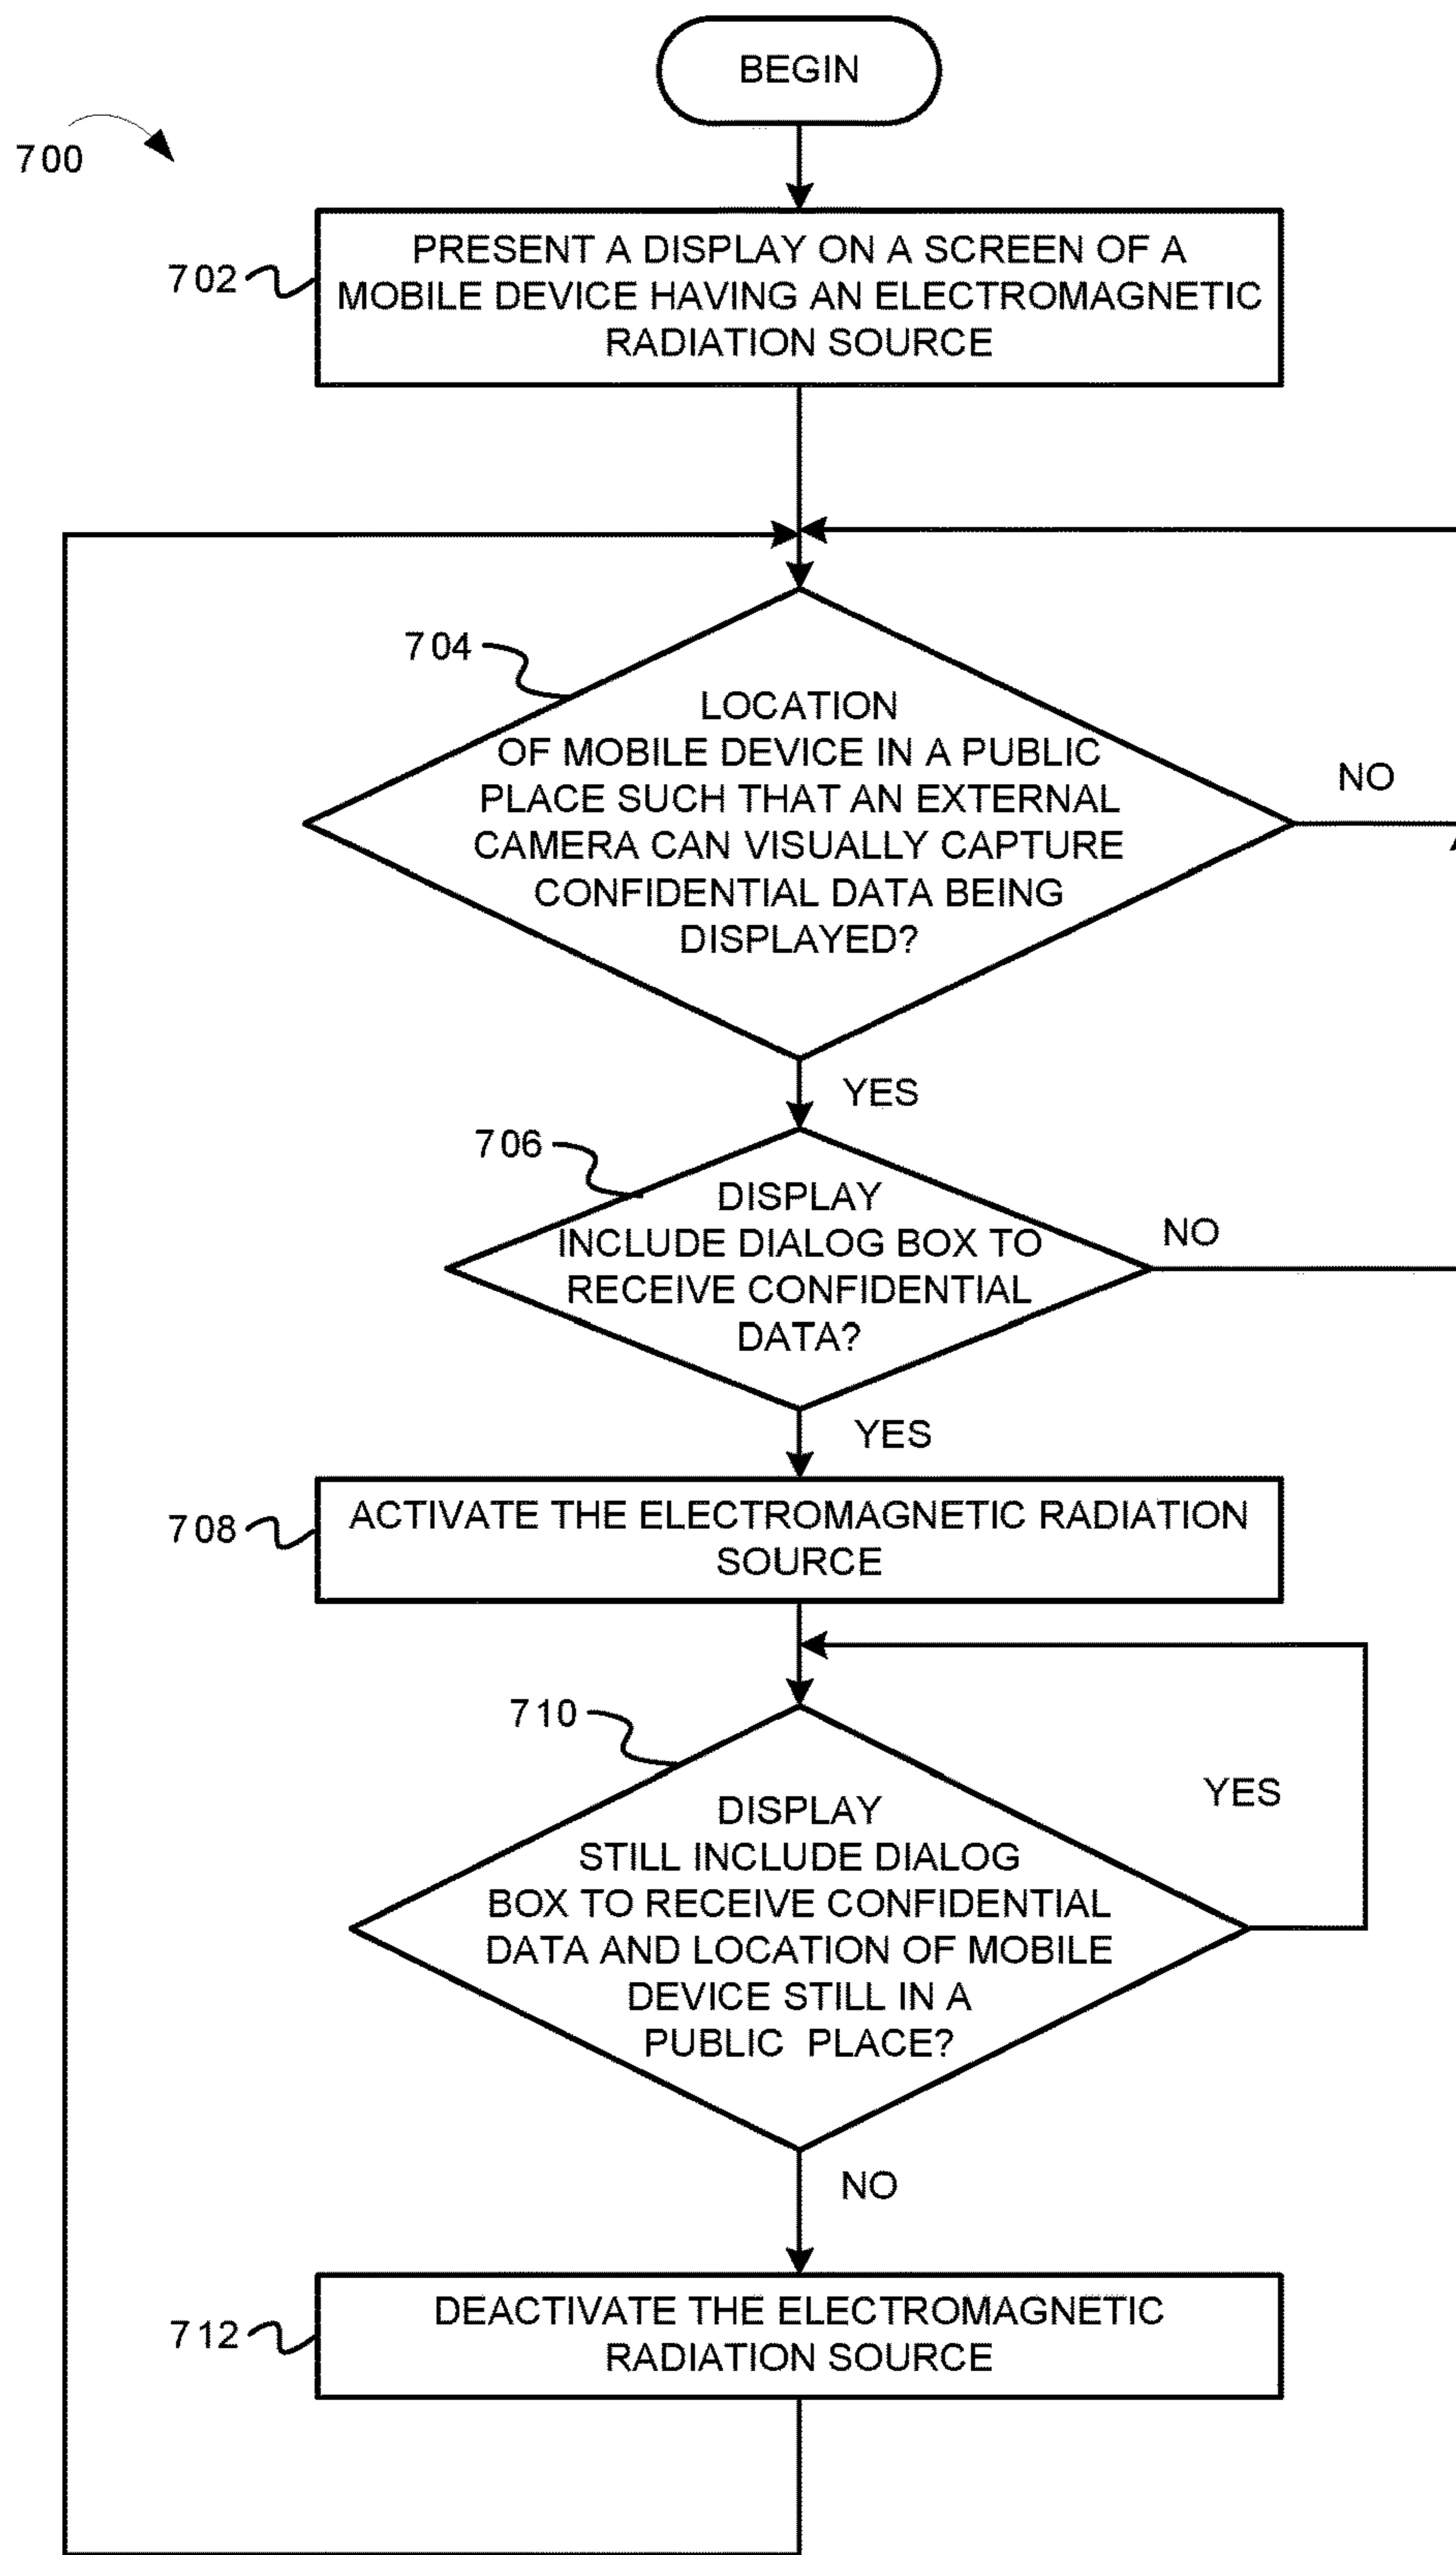 BEGIN
700
702
PRESENT A DISPLAY ON A SCREEN OF A
MOBILE DEVICE HAVING AN ELECTROMAGNETIC
RADIATION SOURCE
704
LOCATION
OF MOBILE DEVICE IN A PUBLIC
PLACE SUCH THAT AN EXTERNAL
CAMERA CAN VISUALLY CAPTURE
CONFIDENTIAL DATA BEING
DISPLAYED?
NO
YES
706
DISPLAY
INCLUDE DIALOG BOX TO
RECEIVE CONFIDENTIAL
DATA?
NO
YES
708
ACTIVATE THE ELECTROMAGNETIC RADIATION
SOURCE
710
DISPLAY
STILL INCLUDE DIALOG
BOX TO RECEIVE CONFIDENTIAL
DATA AND LOCATION OF MOBILE
DEVICE STILL IN A
PUBLIC PLACE?
YES
NO
712
DEACTIVATE THE ELECTROMAGNETIC
RADIATION SOURCE